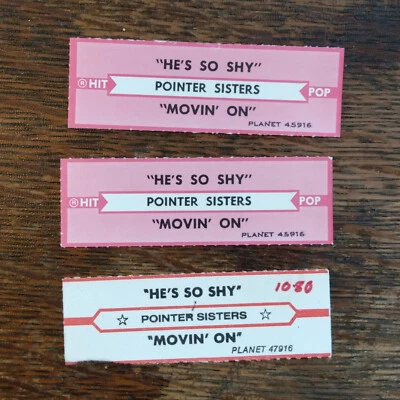 "HE'S SO SHY"
® HIT POINTER SISTERS POP
"MOVIN' ON"
PLANET 45916
"HE'S SO SHY"
® HIT POINTER SISTERS POP
"MOVIN' ON"
PLANET 45916
"HE'S SO SHY" 1080
☆ POINTER SISTERS ☆
"MOVIN' ON"
PLANET 47916